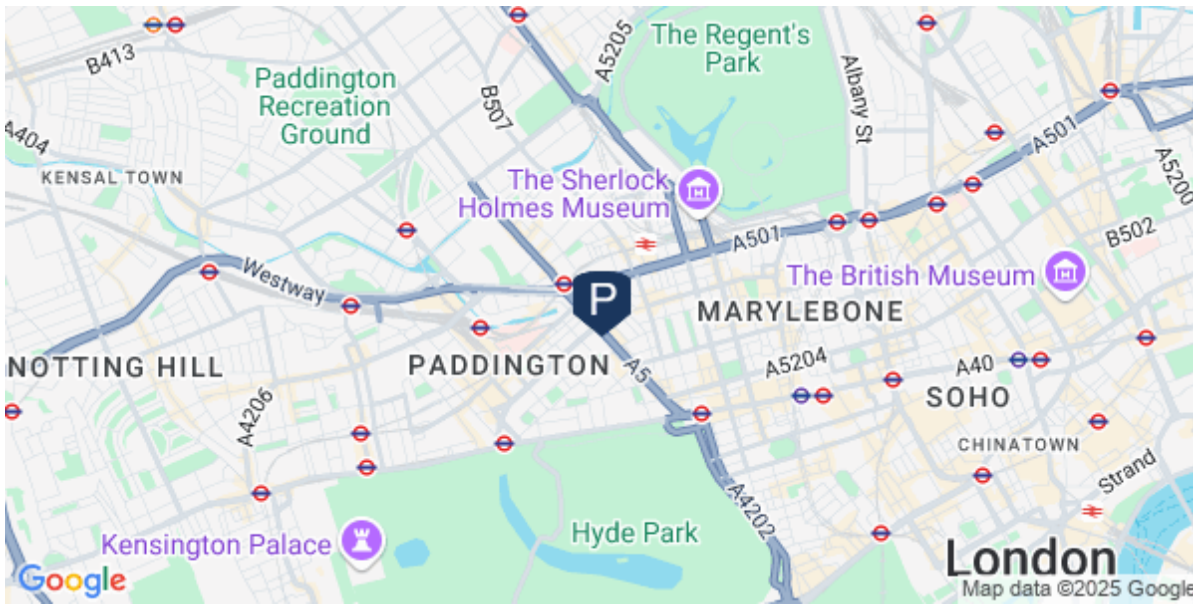 The Regent's
Park
B413
A5205
Albany St
Paddington
Recreation
Ground
B507
A501
A404
A5200
KENSAL TOWN
The Sherlock
Holmes Museum
A501
B502
Westway
The British Museum
P
MARYLEBONE
NOTTING HILL
PADDINGTON
A5
A5204
A40
SOHO
A4206
CHINATOWN
Strand
A4202
Hyde Park
Kensington Palace
London
Google
Map data ©2025 Google